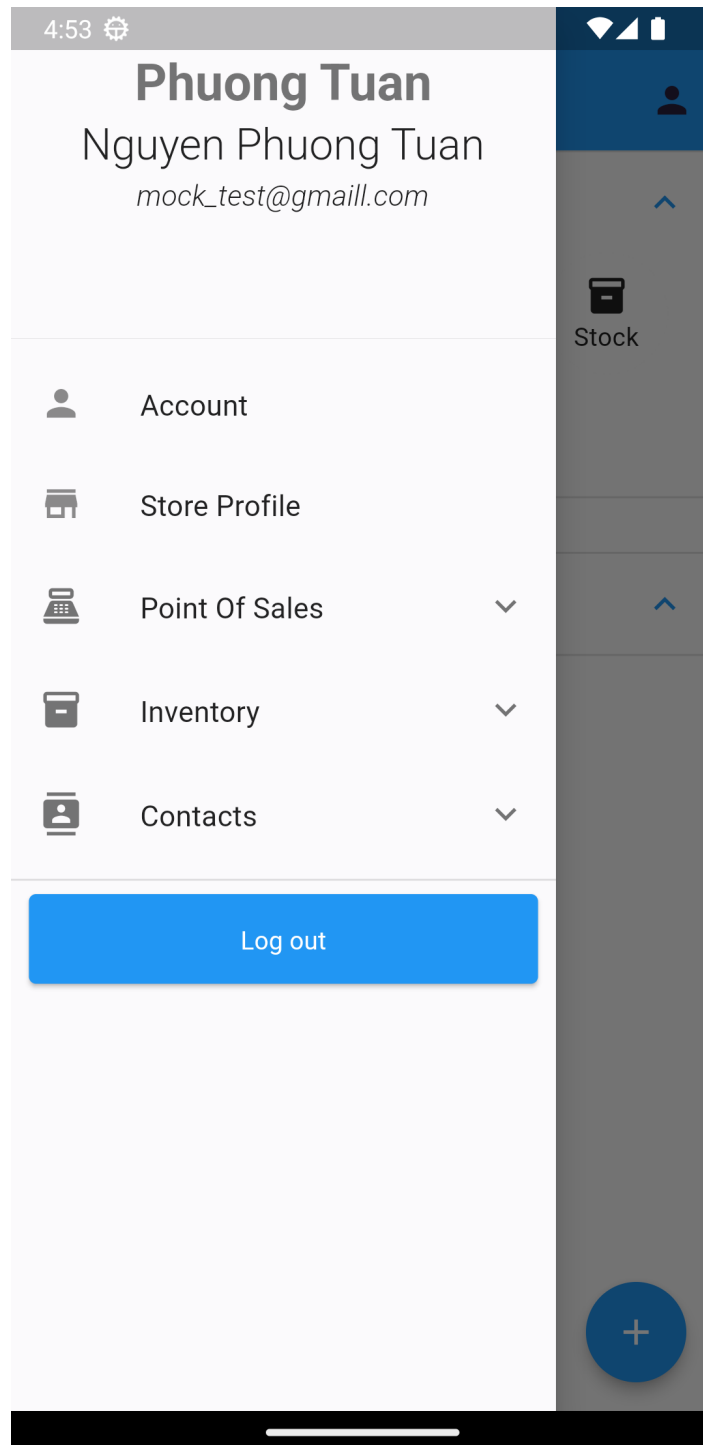 4:53
Phuong Tuan
Nguyen Phuong Tuan
mock_test@gmaill.com
Stock
Account
Store Profile
Point Of Sales
Inventory
Contacts
Log out